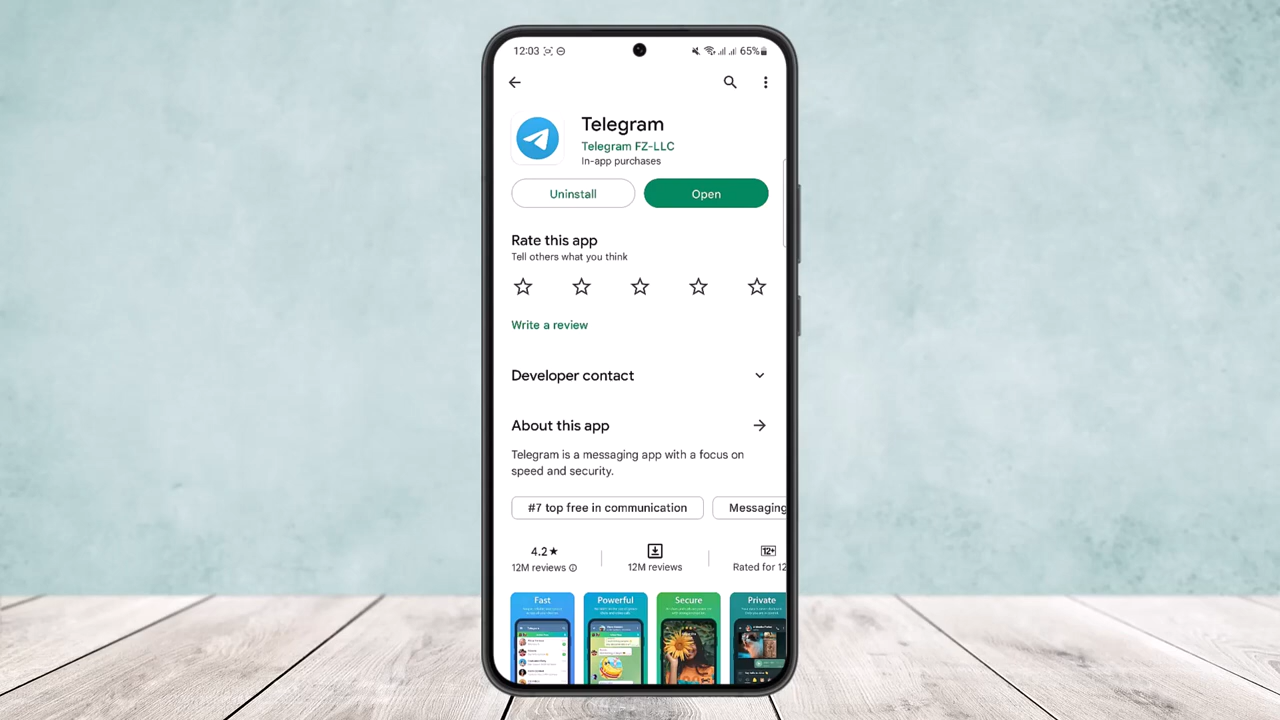 12:03
65%
Telegram
Telegram FZ-LLC
In-app purchases
Uninstall
Open
Rate this app
Tell others what you think
Write a review
Developer contact
About this app
Telegram is a messaging app with a focus on
speed and security.
#7 top free in communication
Messaging
4.2★
12M reviews
12M reviews
12+
Rated for 12
Fast
Powerful
Secure
Private